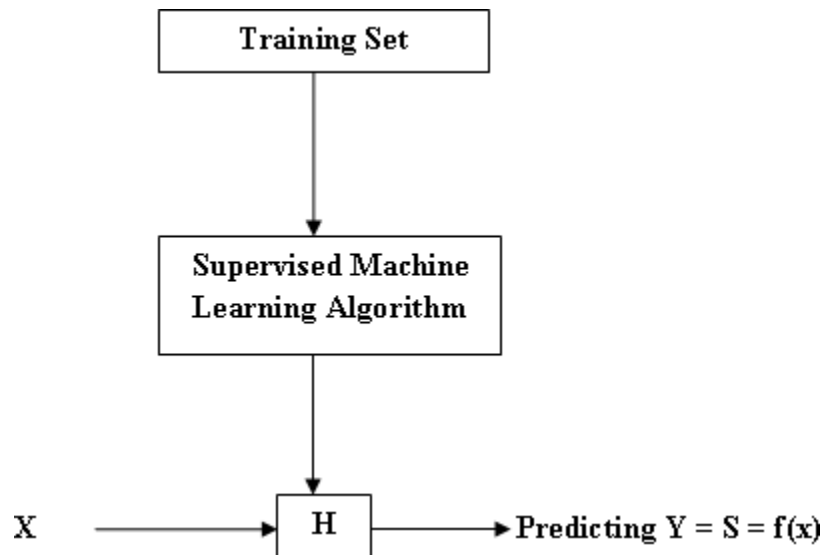 Training Set
Supervised Machine
Learning Algorithm
X
H
Predicting Y = S = f(x)